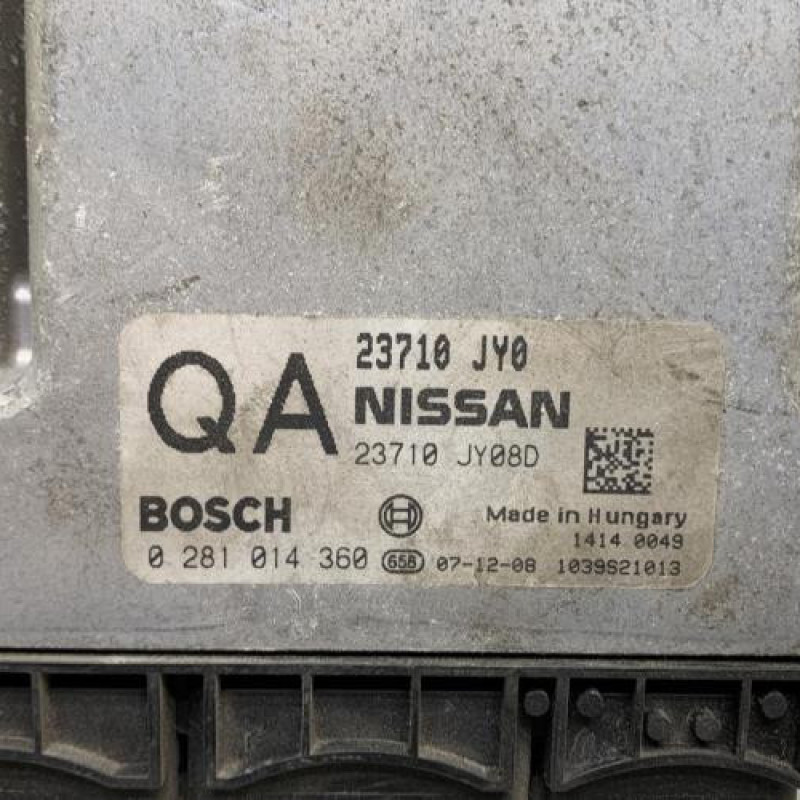 QA
23710 JY0
NISSAN
23710 JY08D
BOSCH
Made in Hungary
1414 0049
0 281 014 360 656 07-12-08 1039S21013